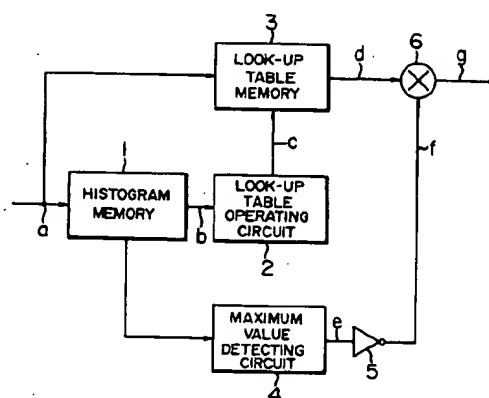 3
LOOK-UP
TABLE
MEMORY
d
6
g
1
c
f
HISTOGRAM
MEMORY
a
b
LOOK-UP
TABLE
OPERATING
CIRCUIT
2
MAXIMUM
VALUE
DETECTING
CIRCUIT
e
5
4